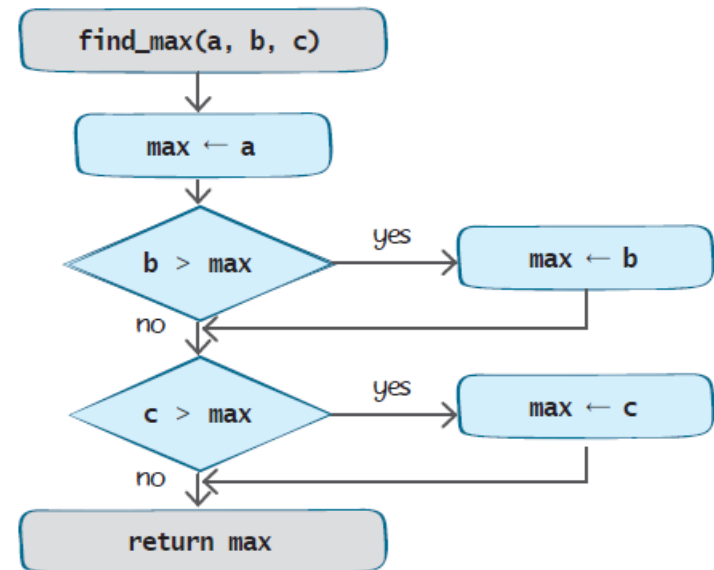 find_max(a, b, c)
max ← a
b > max
yes
max ← b
no
c > max
yes
max ← c
no
return max